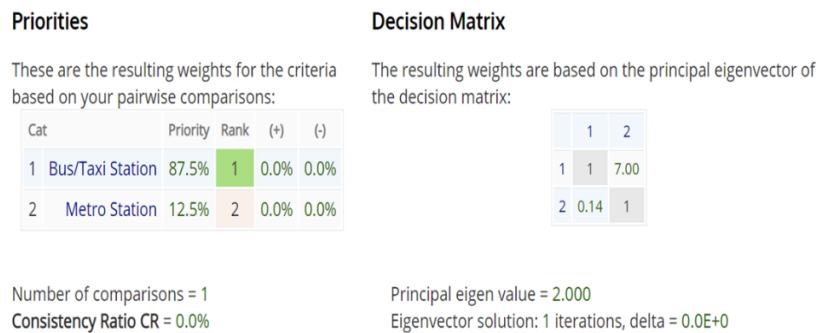 Priorities
These are the resulting weights for the criteria
based on your pairwise comparisons:
Cat Priority Rank (+) (-)
1 Bus/Taxi Station 87.5% 1 0.0% 0.0%
2 Metro Station 12.5% 2 0.0% 0.0%
Number of comparisons = 1
Consistency Ratio CR = 0.0%
Decision Matrix
The resulting weights are based on the principal eigenvector of
the decision matrix:
1 2
1 1 7.00
2 0.14 1
Principal eigen value = 2.000
Eigenvector solution: 1 iterations, delta = 0.0E+0